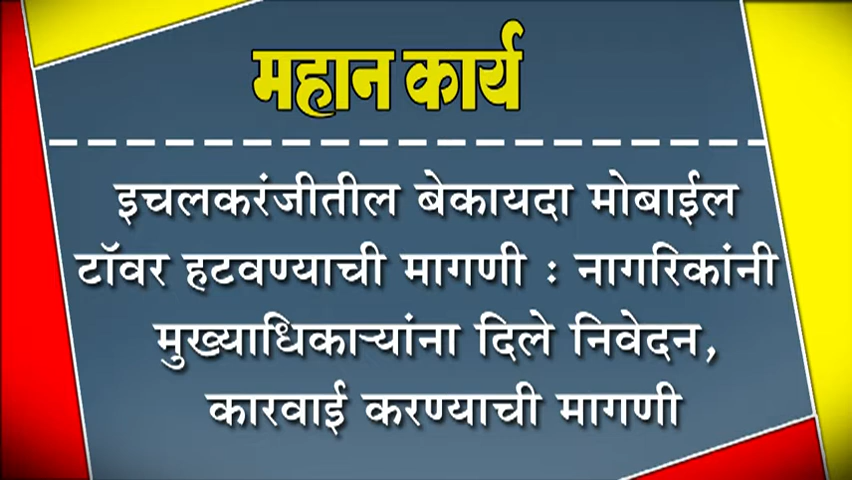 महान कार्य
इचलकरंजीतील बेकायदा मोबाईल
टॉवर हटवण्याची मागणी : नागरिकांनी
मुख्याधिकाऱ्यांना दिले निवेदन,
कारवाई करण्याची मागणी